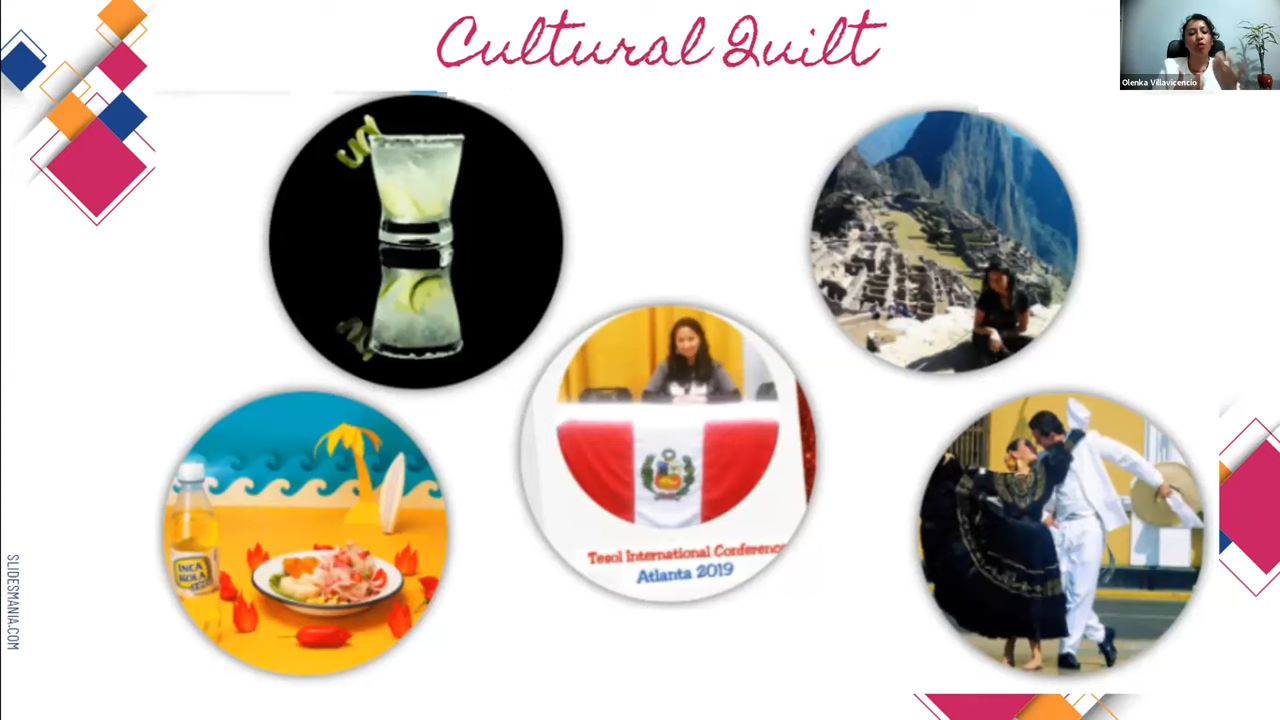 Cultural Quilt
Olenka Villavicencio
INCA
KOLA
Tesol International Conference
Atlanta 2019
SLIDESMANIA.COM